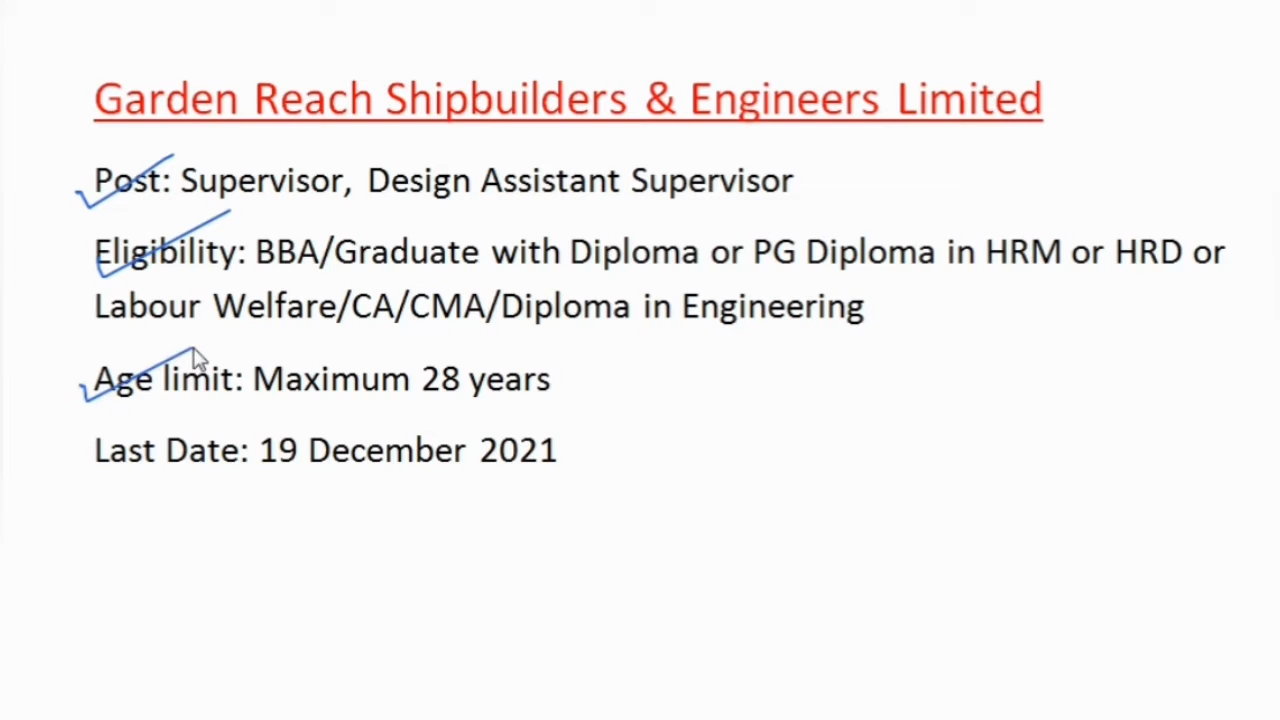 Garden Reach Shipbuilders & Engineers Limited
Post: Supervisor, Design Assistant Supervisor
Eligibility: BBA/Graduate with Diploma or PG Diploma in HRM or HRD or
Labour Welfare/CA/CMA/Diploma in Engineering
Age limit: Maximum 28 years
Last Date: 19 December 2021